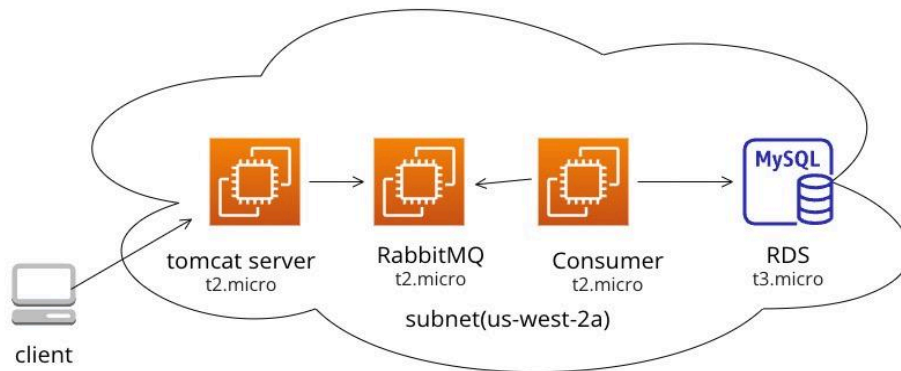 MySQL
tomcat server
t2.micro
RabbitMQ
t2.micro
Consumer
t2.micro
RDS
t3.micro
subnet(us-west-2a)
client